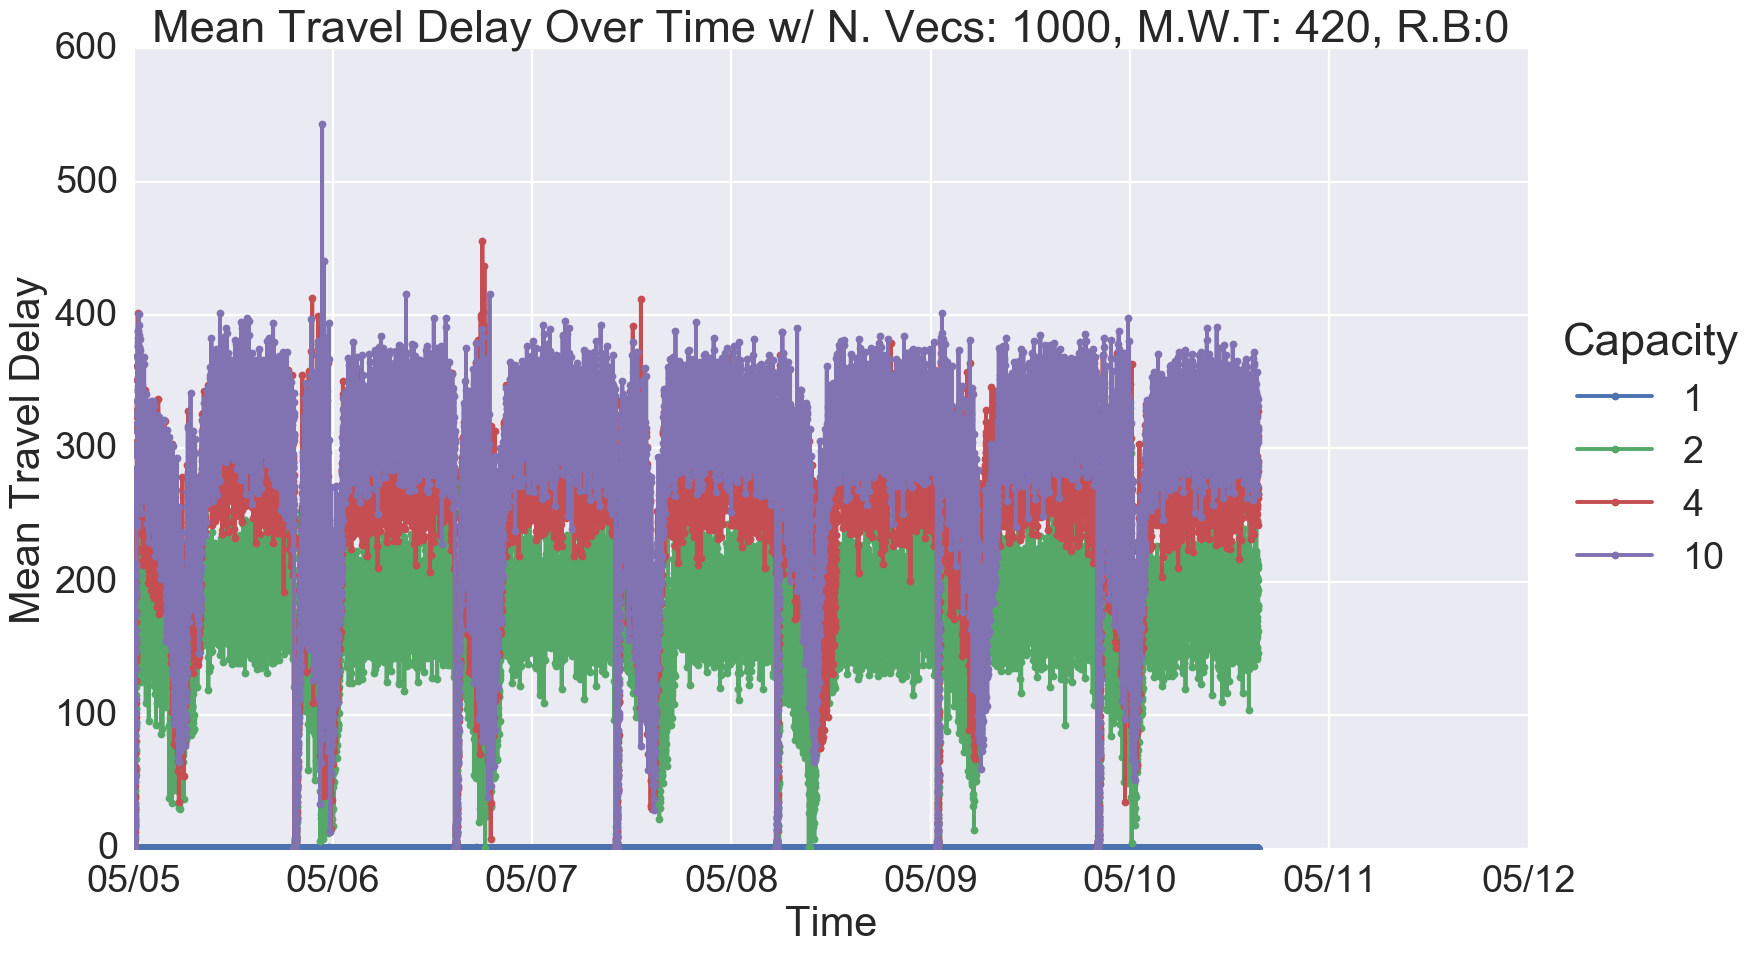 Mean Travel Delay Over Time w/ N. Vecs: 1000, M.W.T: 420, R.B:0
600
500
400
300
200
100
0
Mean Travel Delay
05/05 05/06 05/07 05/08 05/09 05/10 05/11 05/12
Time
Capacity
1
2
4
10